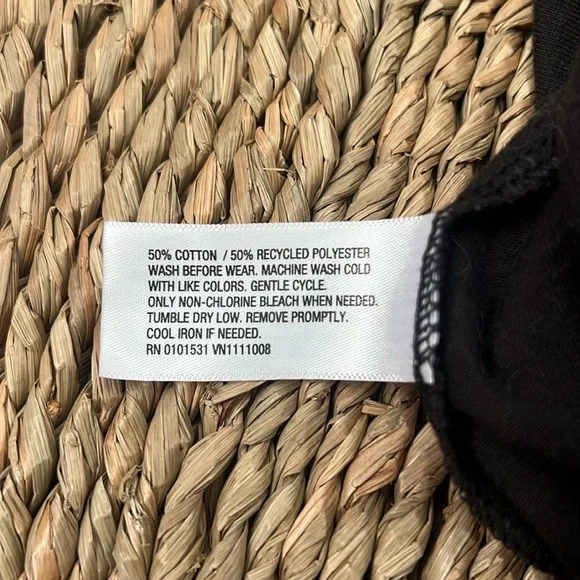 50% COTTON / 50% RECYCLED POLYESTER
WASH BEFORE WEAR. MACHINE WASH COLD
WITH LIKE COLORS. GENTLE CYCLE.
ONLY NON-CHLORINE BLEACH WHEN NEEDED.
TUMBLE DRY LOW. REMOVE PROMPTLY.
COOL IRON IF NEEDED.
RN 0101531 VN1111008